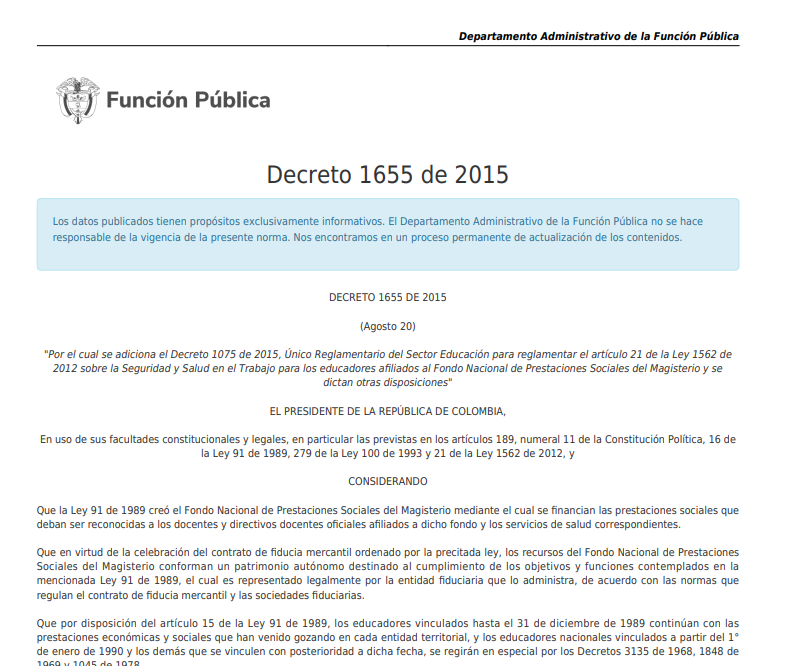 Departamento Administrativo de la Función Pública
Función Pública
Decreto 1655 de 2015
Los datos publicados tienen propósitos exclusivamente informativos. El Departamento Administrativo de la Función Pública no se hace
responsable de la vigencia de la presente norma. Nos encontramos en un proceso permanente de actualización de los contenidos.
DECRETO 1655 DE 2015
(Agosto 20)
"Por el cual se adiciona el Decreto 1075 de 2015, Único Reglamentario del Sector Educación para reglamentar el artículo 21 de la Ley 1562 de
2012 sobre la Seguridad y Salud en el Trabajo para los educadores afiliados al Fondo Nacional de Prestaciones Sociales del Magisterio y se
dictan otras disposiciones"
EL PRESIDENTE DE LA REPÚBLICA DE COLOMBIA,
En uso de sus facultades constitucionales y legales, en particular las previstas en los artículos 189, numeral 11 de la Constitución Política, 16 de
la Ley 91 de 1989, 279 de la Ley 100 de 1993 y 21 de la Ley 1562 de 2012, y
CONSIDERANDO
Que la Ley 91 de 1989 creó el Fondo Nacional de Prestaciones Sociales del Magisterio mediante el cual se financian las prestaciones sociales que
deban ser reconocidas a los docentes y directivos docentes oficiales afiliados a dicho fondo y los servicios de salud correspondientes.
Que en virtud de la celebración del contrato de fiducia mercantil ordenado por la precitada ley, los recursos del Fondo Nacional de Prestaciones
Sociales del Magisterio conforman un patrimonio autónomo destinado al cumplimiento de los objetivos y funciones contemplados en la
mencionada Ley 91 de 1989, el cual es representado legalmente por la entidad fiduciaria que lo administra, de acuerdo con las normas que
regulan el contrato de fiducia mercantil y las sociedades fiduciarias.
Que por disposición del artículo 15 de la Ley 91 de 1989, los educadores vinculados hasta el 31 de diciembre de 1989 continúan con las
prestaciones económicas y sociales que han venido gozando en cada entidad territorial, y los educadores nacionales vinculados a partir del 1°
de enero de 1990 y los demás que se vinculen con posterioridad a dicha fecha, se regirán en especial por los Decretos 3135 de 1968, 1848 de
1969 y 1045 de 1978